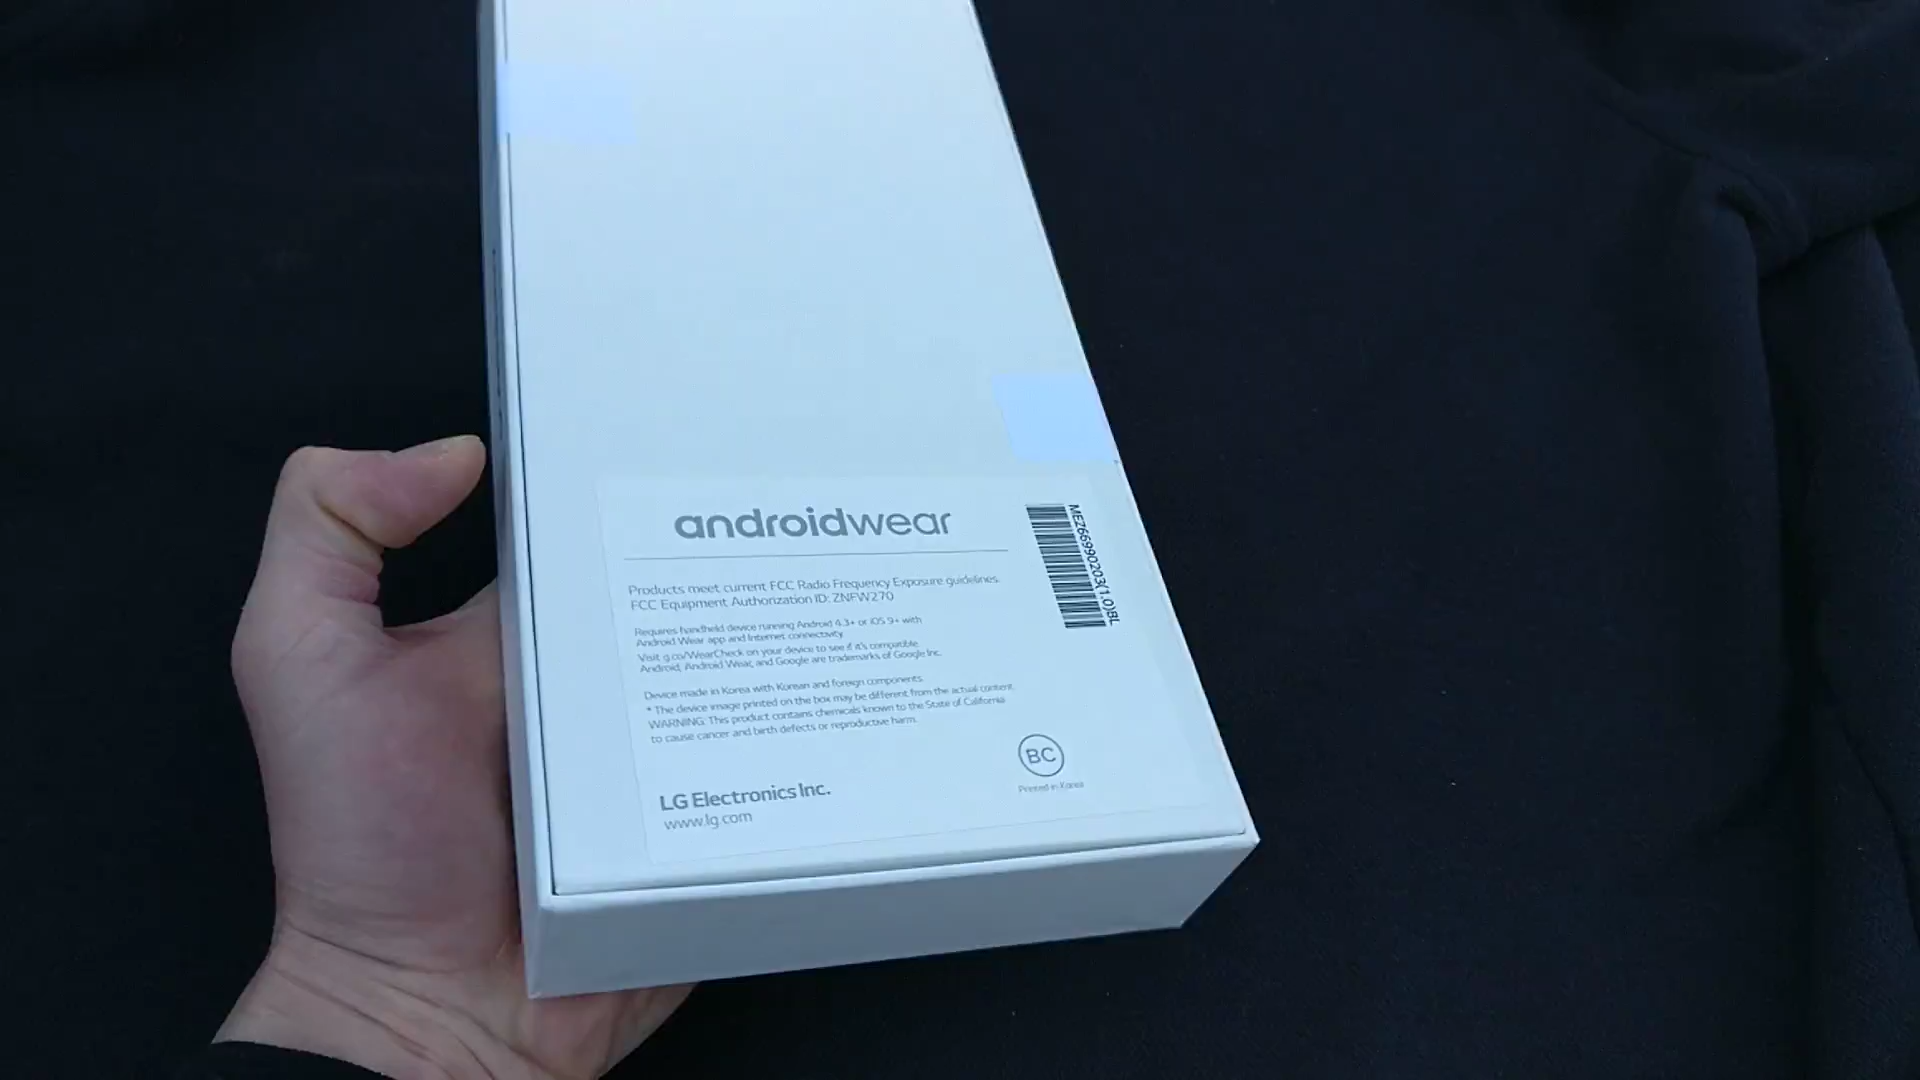 androidwear
Products meet current FCC Radio Frequency Exposure guidelines.
FCC Equipment Authorization ID: ZNFW270
Requires handheld device running Android 4.3+ or iOS 9+ with
Android Wear app and Internet connectivity.
Visit g.co/WearCheck on your device to see if it's compatible.
Android, Android Wear, and Google are trademarks of Google Inc.
Device made in Korea with Korean and foreign components.
* The device image printed on the box may be different from the actual content.
WARNING: This product contains chemicals known to the State of California
to cause cancer and birth defects or reproductive harm.
LG Electronics Inc.
www.lg.com
MEZ66990203(1.0)BL
BC
Printed in Korea